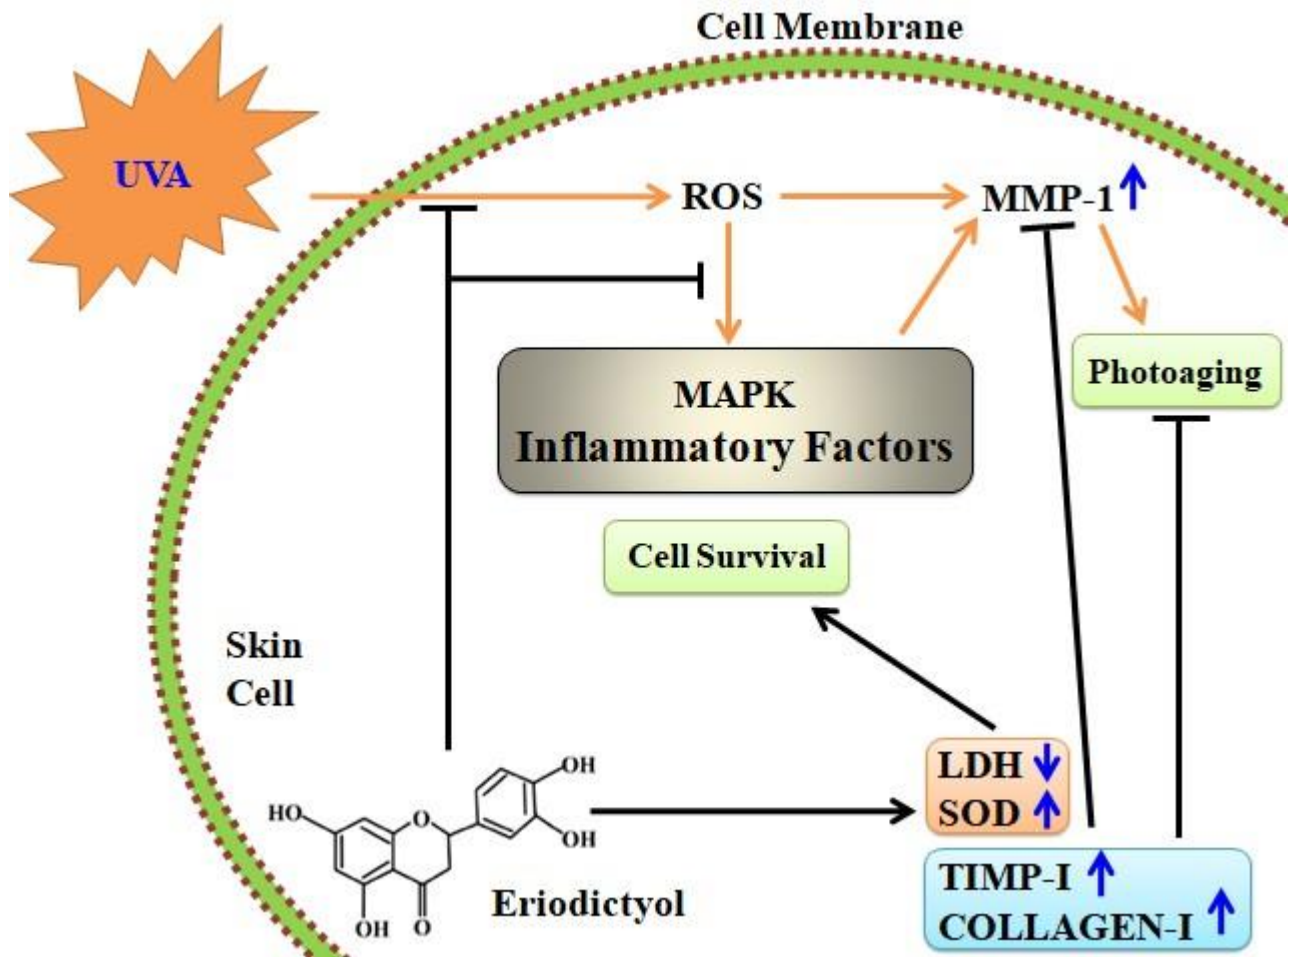 Cell Membrane
UVA
ROS
MMP-1
MAPK
Inflammatory Factors
Photoaging
Cell Survival
Skin
Cell
LDH
SOD
TIMP-I
COLLAGEN-I
HO
O
OH
OH
OH
O
Eriodictyol